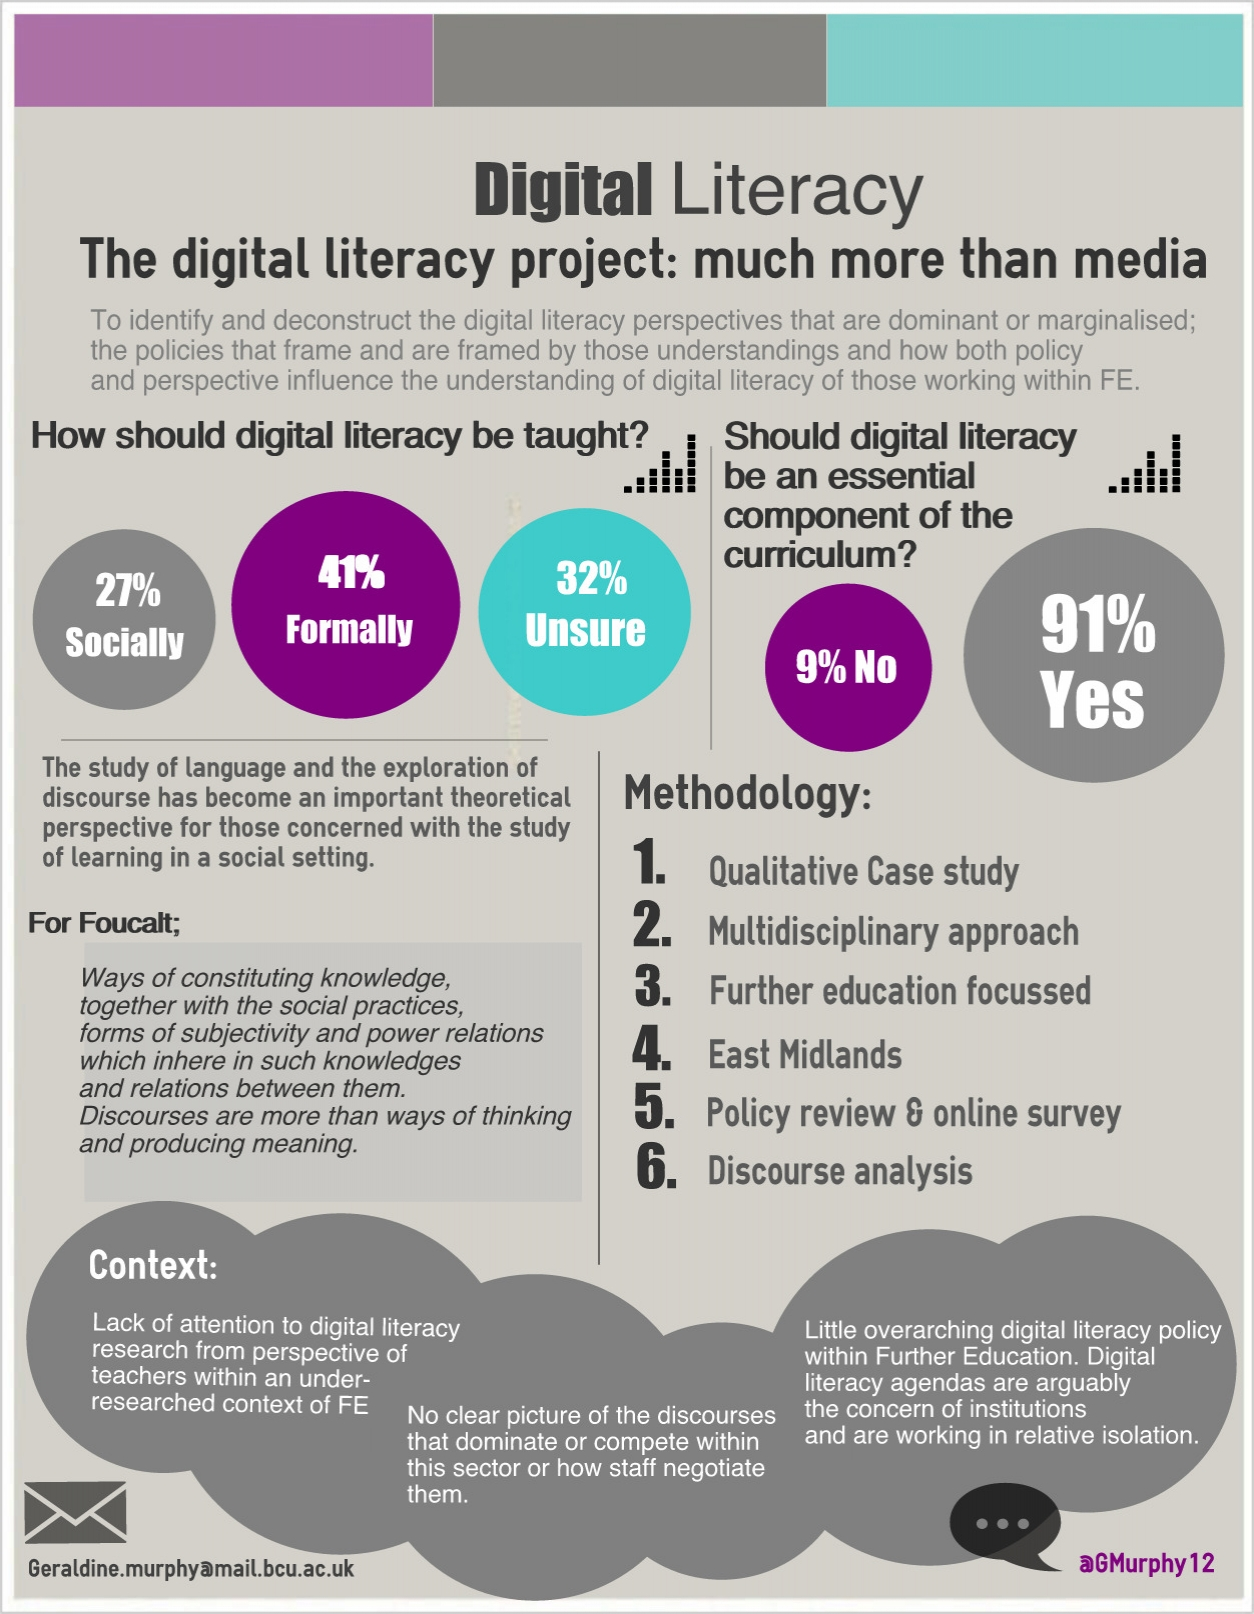 Digital Literacy
The digital literacy project: much more than media
To identify and deconstruct the digital literacy perspectives that are dominant or marginalised;
the policies that frame and are framed by those understandings and how both policy
and perspective influence the understanding of digital literacy of those working within FE.
How should digital literacy be taught?
27%
Socially
41%
Formally
32%
Unsure
Should digital literacy
be an essential
component of the
curriculum?
9% No
91%
Yes
The study of language and the exploration of
discourse has become an important theoretical
perspective for those concerned with the study
of learning in a social setting.
For Foucalt;
Ways of constituting knowledge,
together with the social practices,
forms of subjectivity and power relations
which inhere in such knowledges
and relations between them.
Discourses are more than ways of thinking
and producing meaning.
Methodology:
1. Qualitative Case study
2. Multidisciplinary approach
3. Further education focussed
4. East Midlands
5. Policy review & online survey
6. Discourse analysis
Context:
Lack of attention to digital literacy
research from perspective of
teachers within an under-
researched context of FE
No clear picture of the discourses
that dominate or compete within
this sector or how staff negotiate
them.
Little overarching digital literacy policy
within Further Education. Digital
literacy agendas are arguably
the concern of institutions
and are working in relative isolation.
Geraldine.murphy@mail.bcu.ac.uk
@GMurphy12